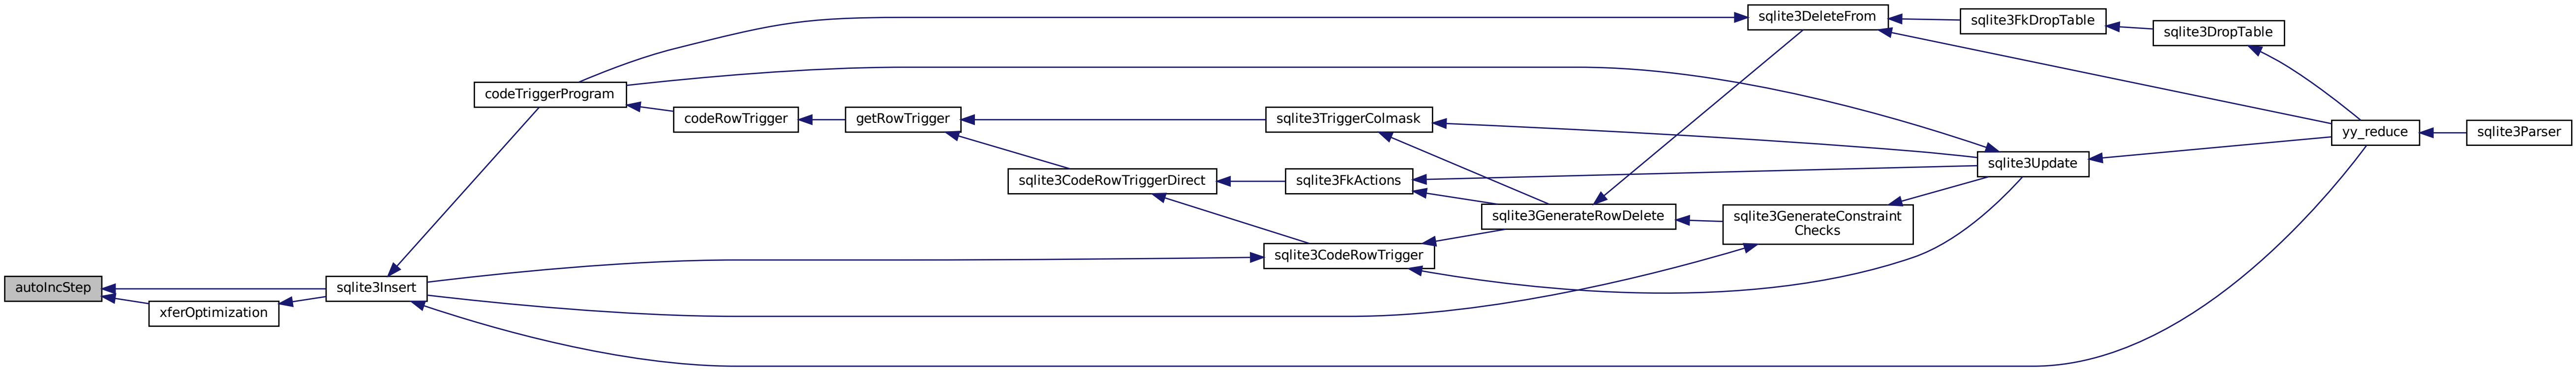 autoIncStep
xferOptimization
sqlite3Insert
codeTriggerProgram
codeRowTrigger
getRowTrigger
sqlite3CodeRowTriggerDirect
sqlite3TriggerColmask
sqlite3FkActions
sqlite3CodeRowTrigger
sqlite3GenerateRowDelete
sqlite3DeleteFrom
sqlite3GenerateConstraint
Checks
sqlite3FkDropTable
sqlite3Update
sqlite3DropTable
yy_reduce
sqlite3Parser